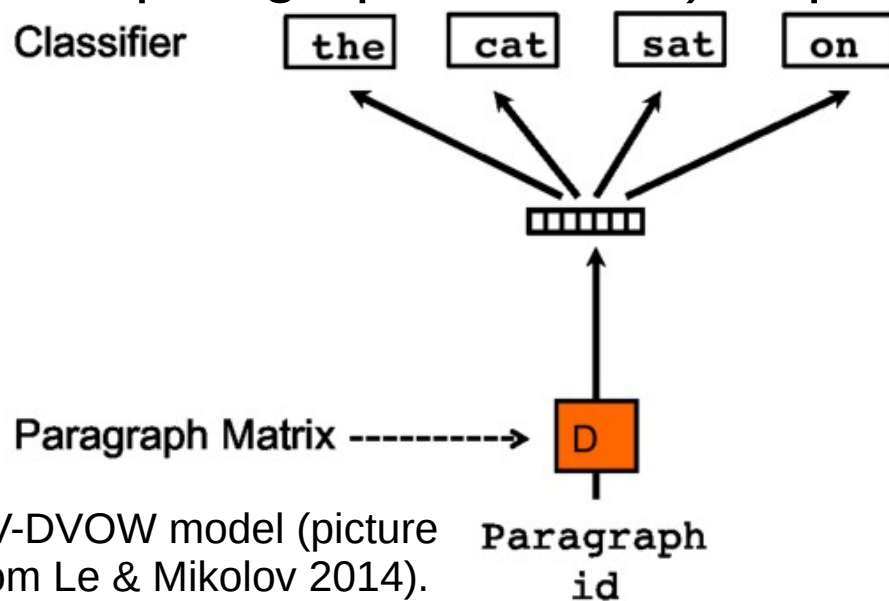 Classifier the cat sat on
D
Paragraph Matrix
V-DVOW model (picture
om Le & Mikolov 2014).
Paragraph
id